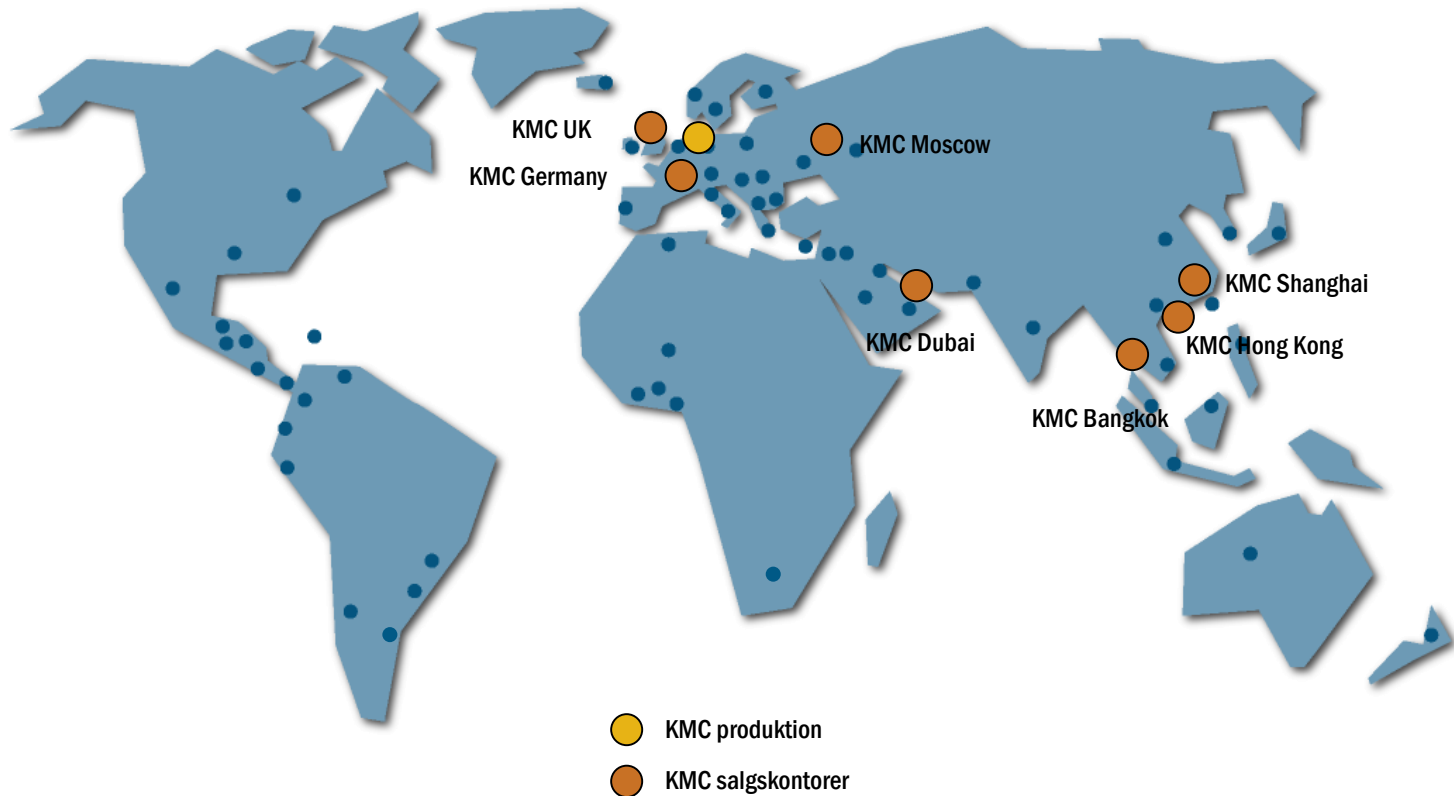 KMC UK
KMC Moscow
KMC Germany
KMC Shanghai
KMC Dubai
KMC Hong Kong
KMC Bangkok
KMC produktion
KMC salgskontorer